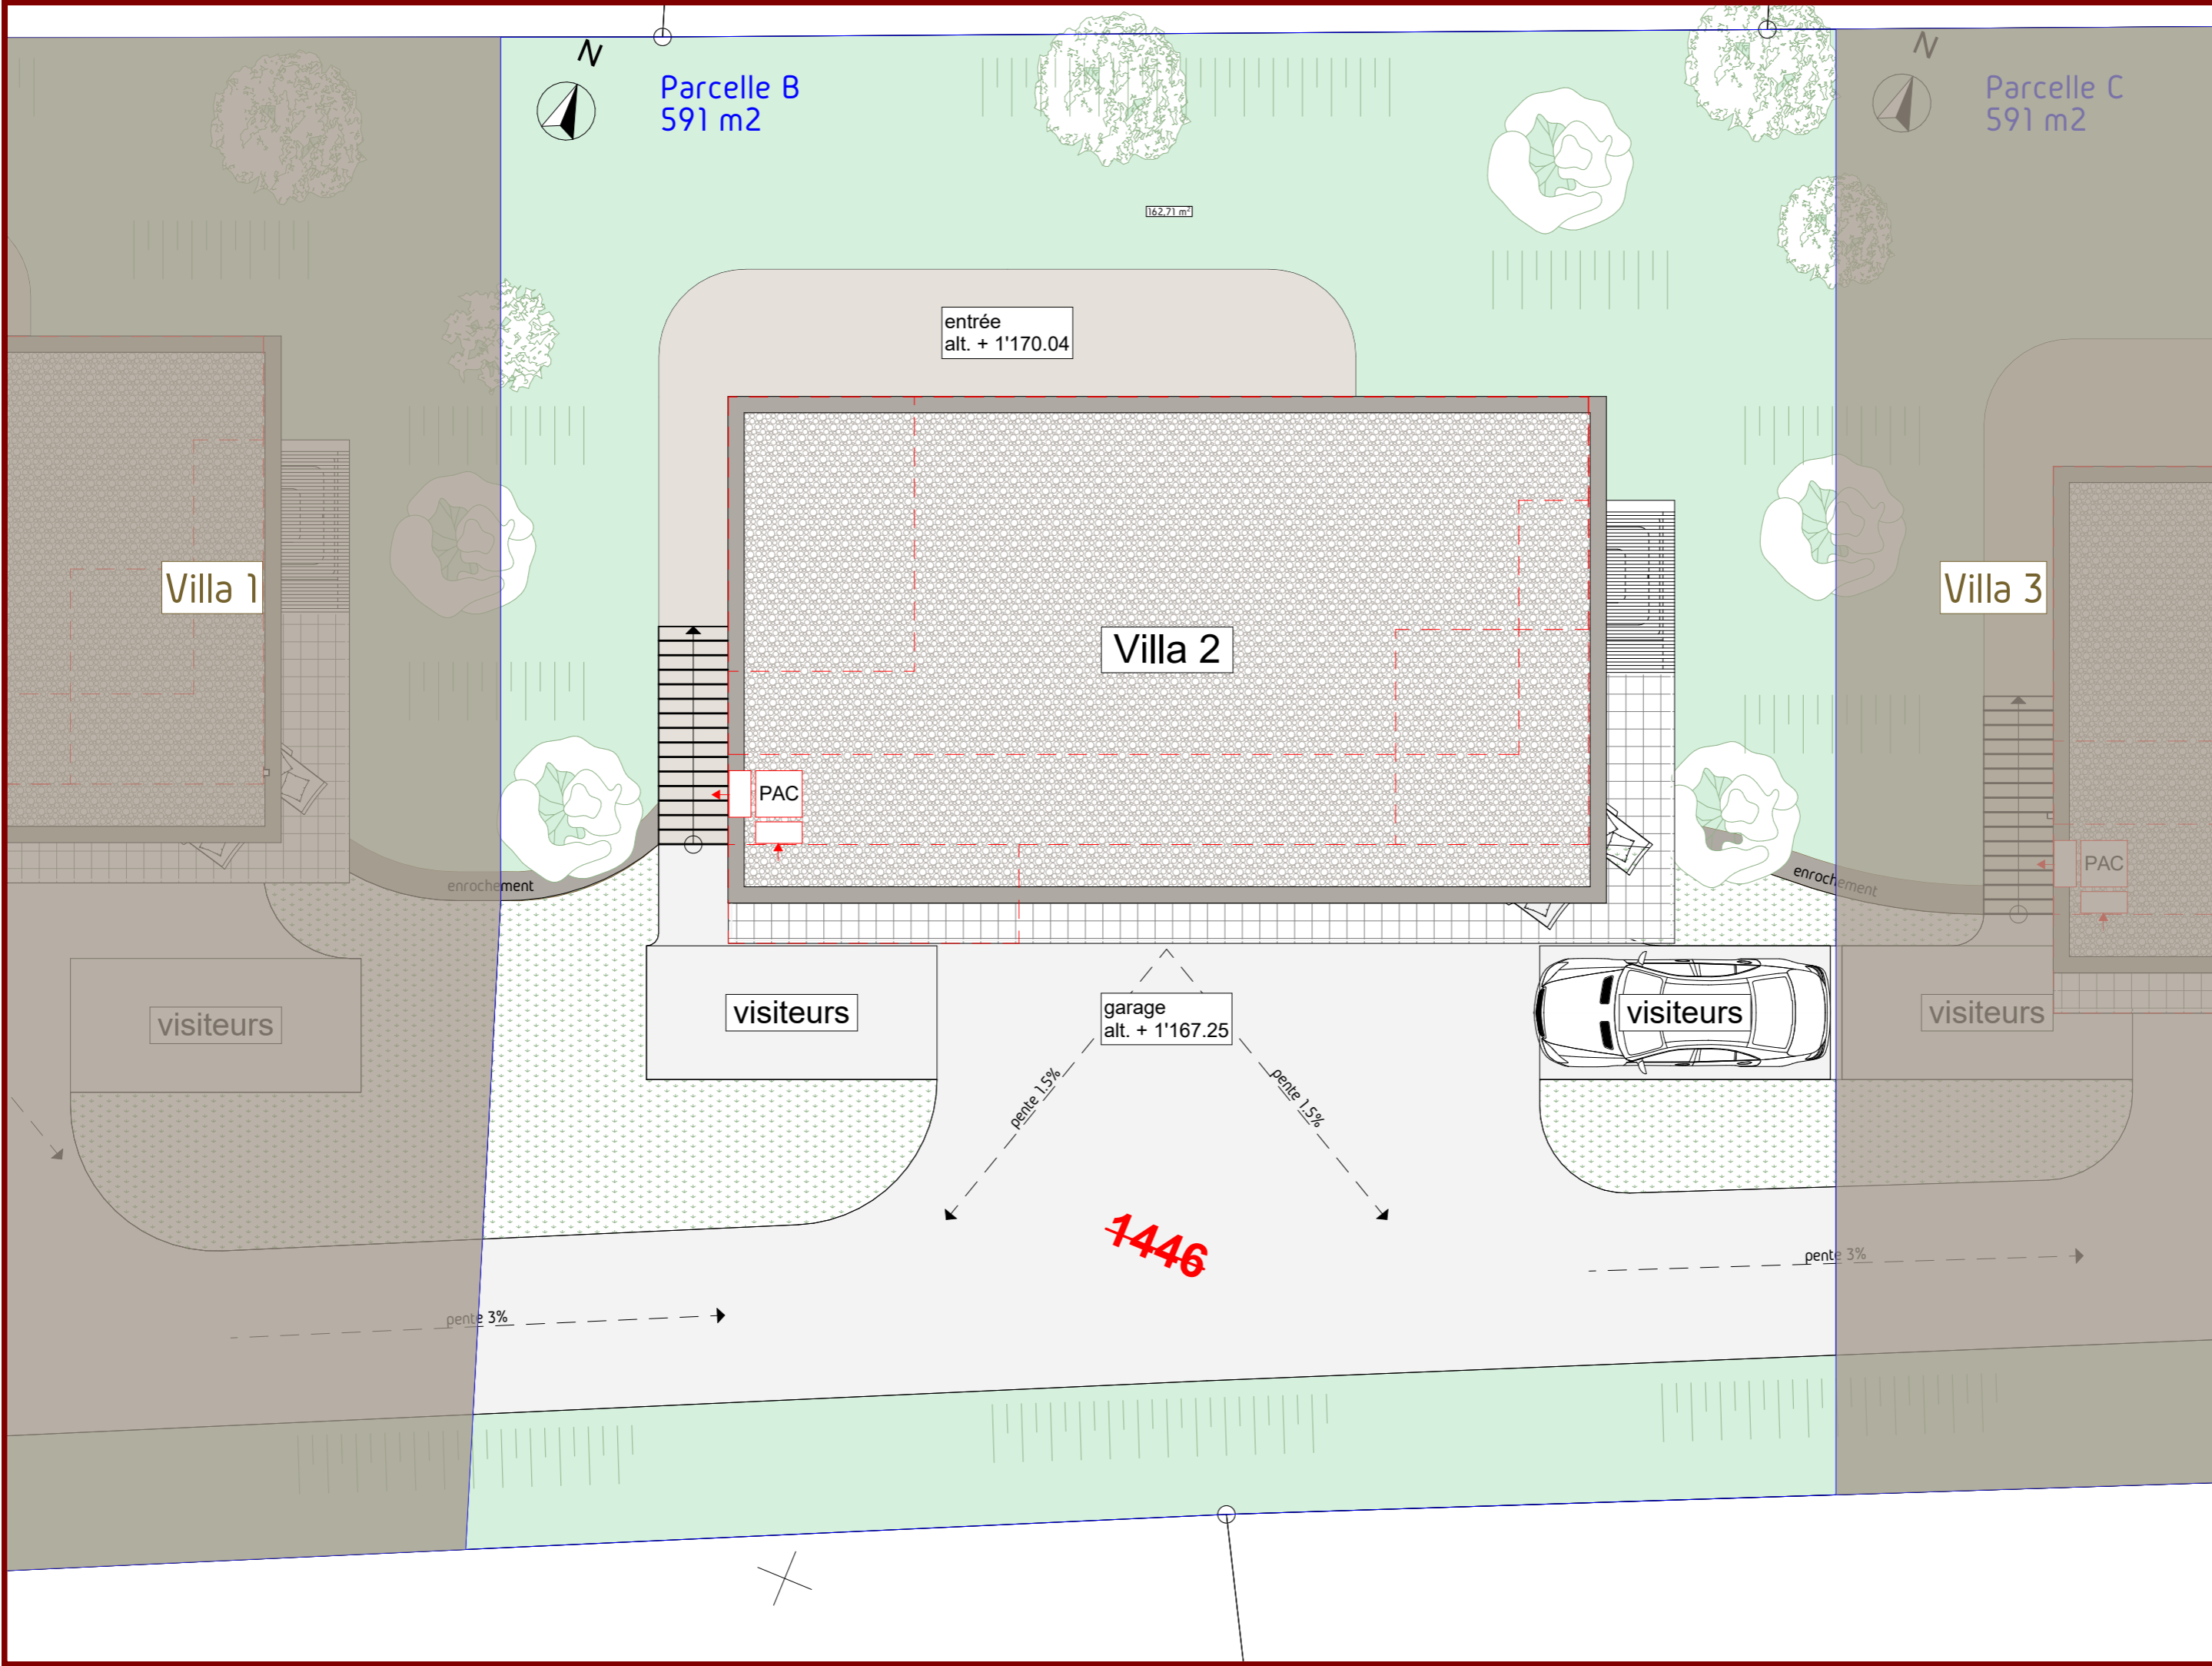 N
Parcelle B
591 m2
N
Parcelle C
591 m2
162,71 m²
entrée
alt. + 1'170.04
Villa 1
Villa 2
Villa 3
PAC
PAC
enrochement
enrochement
visiteurs
visiteurs
garage
alt. + 1'167.25
visiteurs
visiteurs
pente 1.5%
pente 1.5%
1446
pente 3%
pente 3%